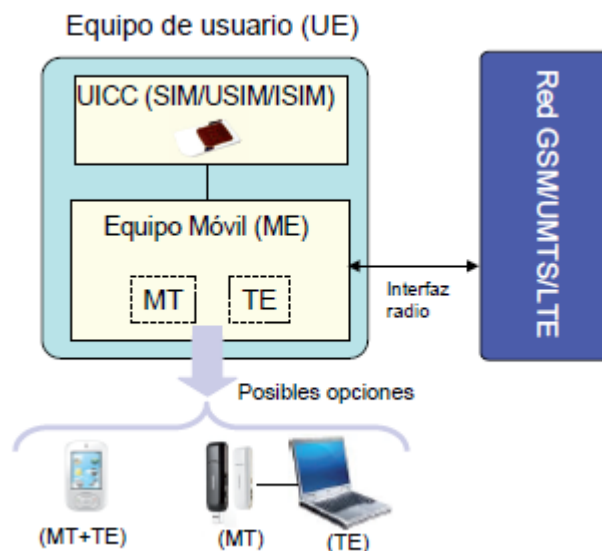 Equipo de usuario (UE)
UICC (SIM/USIM/ISIM)
Equipo Móvil (ME)
MT
TE
Interfaz
radio
Red GSM/UMTS/LTE
Posibles opciones
(MT+TE)
(MT)
(TE)